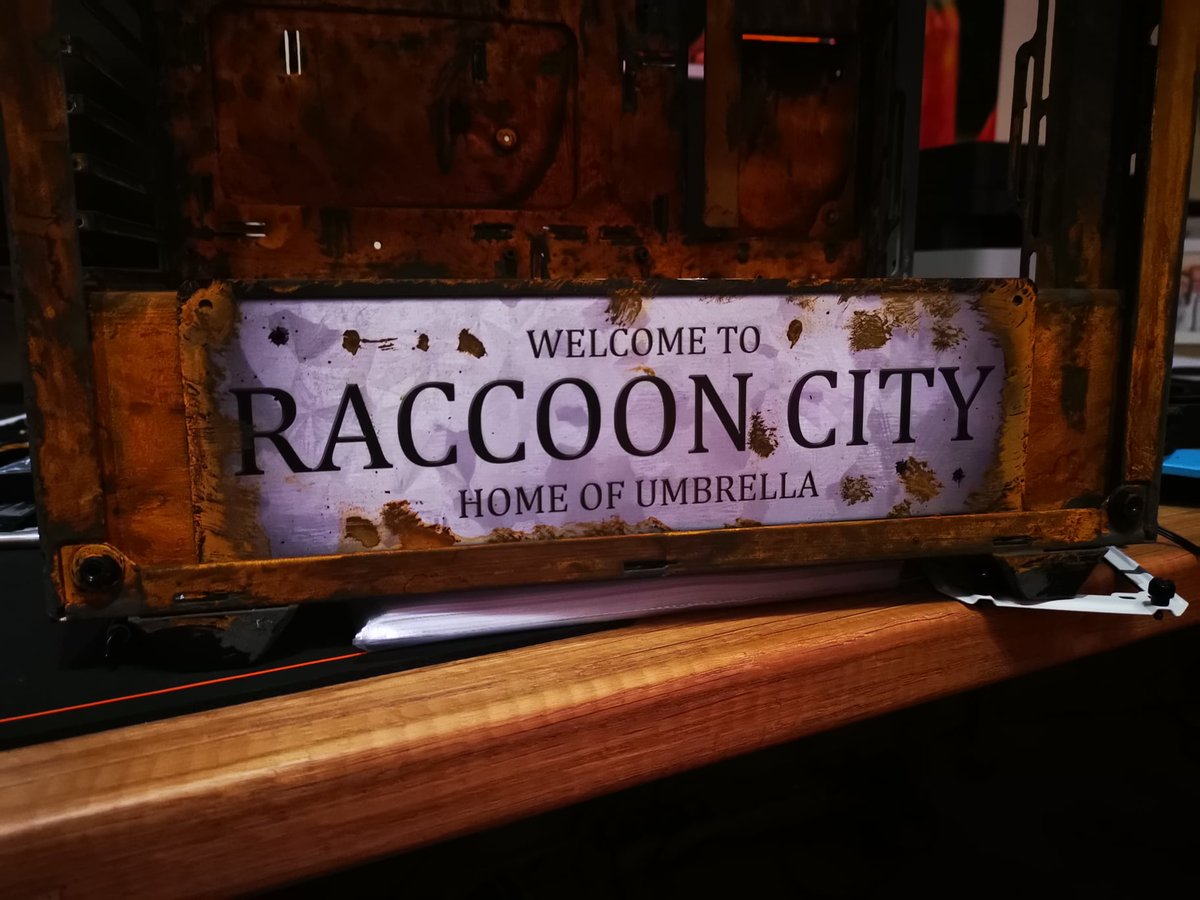 WELCOME TO
RACCOON CITY
HOME OF UMBRELLA